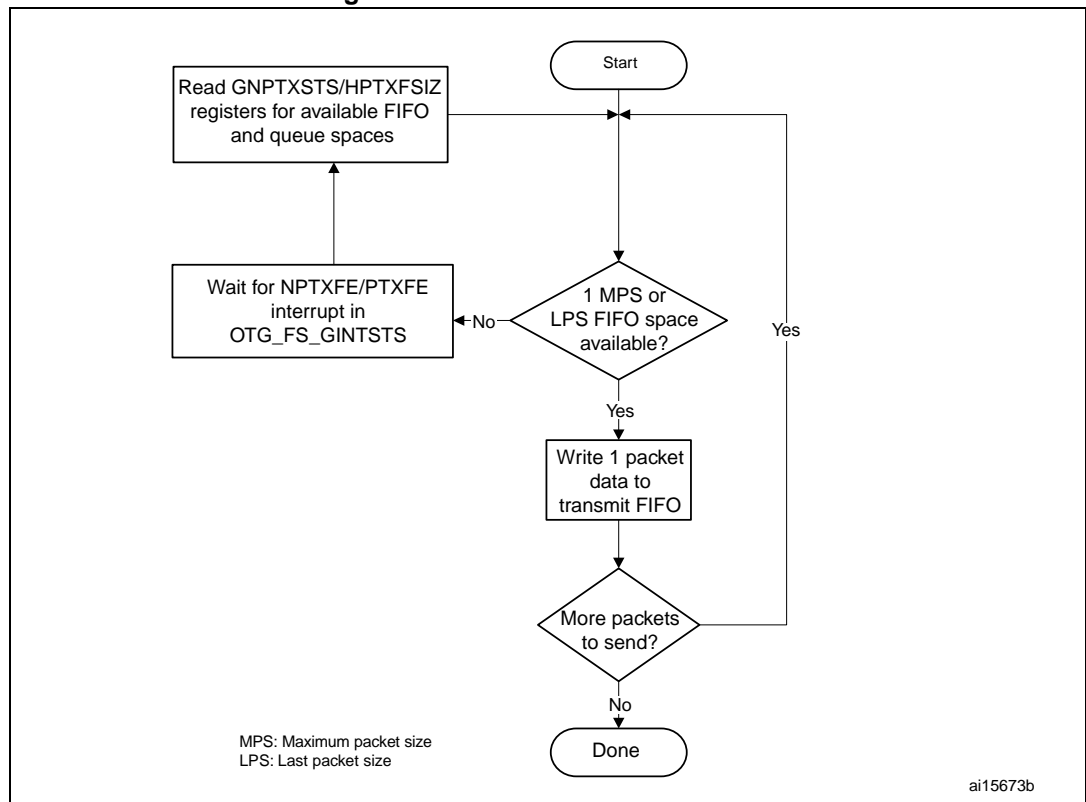 Start
Read GNPTXSTS/HPTXFSIZ
registers for available FIFO
and queue spaces
Wait for NPTXFE/PTXFE
interrupt in
OTG_FS_GINTSTS
No
1 MPS or
LPS FIFO space
available?
Yes
Yes
Write 1 packet
data to
transmit FIFO
More packets
to send?
No
Done
MPS: Maximum packet size
LPS: Last packet size
ai15673b